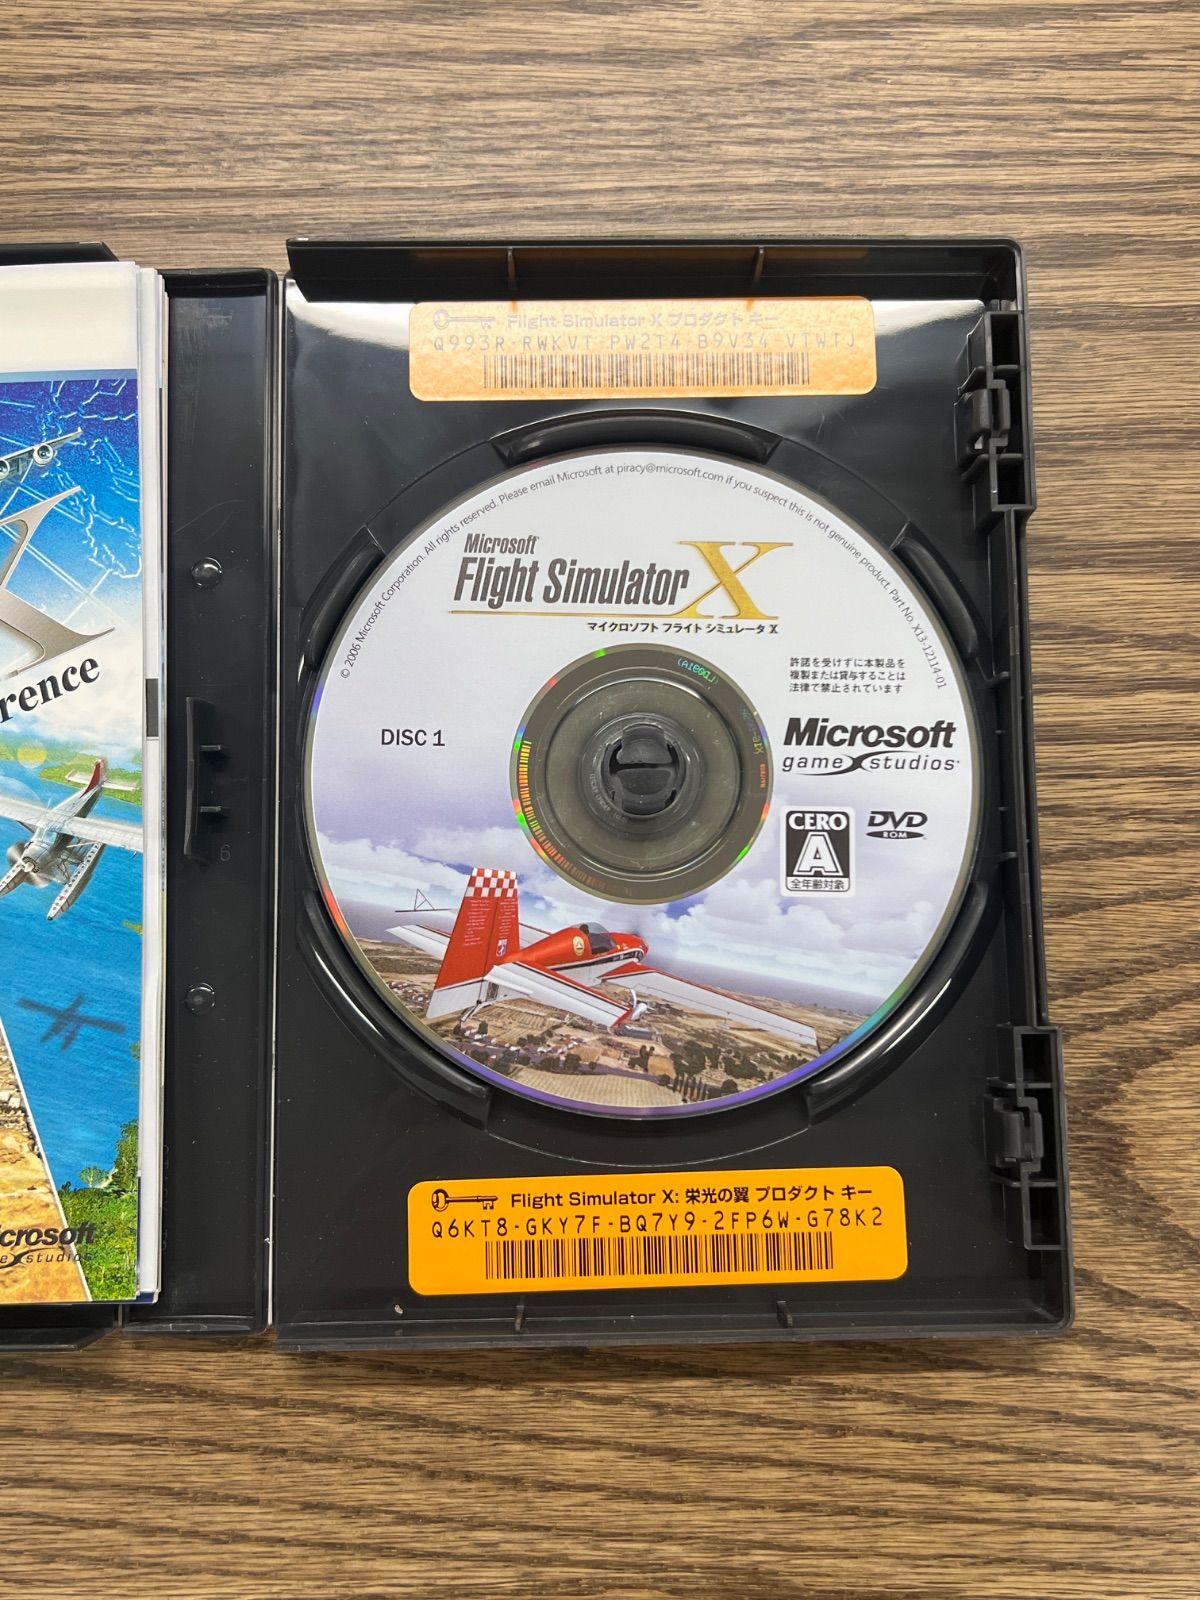 Flight Simulator X プロダクト キー
Q993R-RWKVT-PW2T4-B9V34-VTWTJ
© 2006 Microsoft Corporation. All rights reserved. Please email Microsoft at piracy@microsoft.com if you suspect this is not genuine product. Part No. X13-12114-01
Microsoft
Flight Simulator X
マイクロソフト フライト シミュレータ X
許諾を受けずに本製品を
複製または貸与することは
法律で禁止されています
DISC 1
Microsoft
game studios
CERO
A
全年齢対象
DVD
ROM
Flight Simulator X: 栄光の翼 プロダクト キー
Q6KT8-GKY7F-BQ7Y9-2FP6W-G78K2
X
rence
crosoft
e studios
6